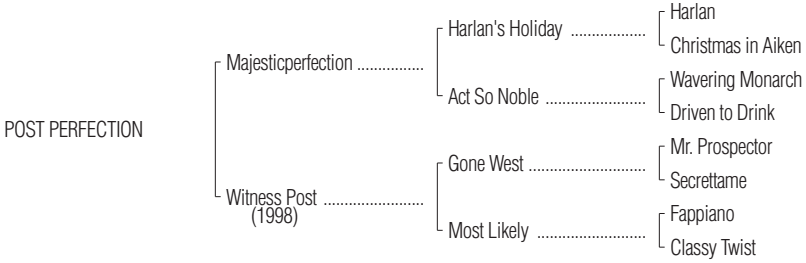 Harlan
Harlan's Holiday ...................
Christmas in Aiken
Majesticperfection ................
Wavering Monarch
Act So Noble .........................
Driven to Drink
POST PERFECTION
Mr. Prospector
Gone West .............................
Secrettame
Witness Post .........................
(1998)
Fappiano
Most Likely ...........................
Classy Twist